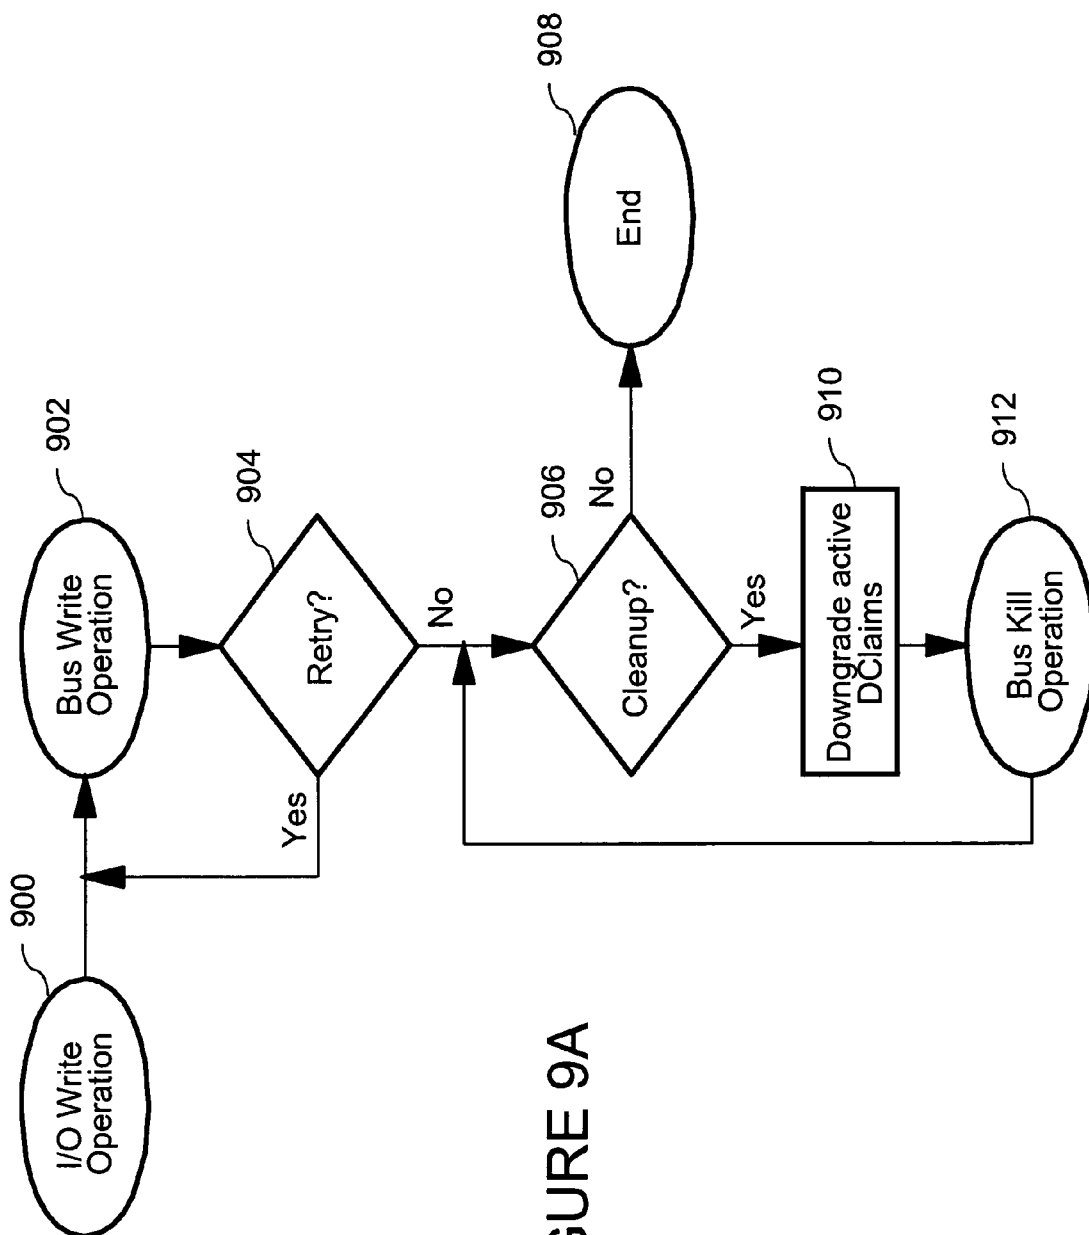 900
I/O Write
Operation
902
Bus Write
Operation
904
Retry?
Yes
No
906
Cleanup?
No
908
End
Yes
910
Downgrade active
DClaims
912
Bus Kill
Operation
GURE 9A